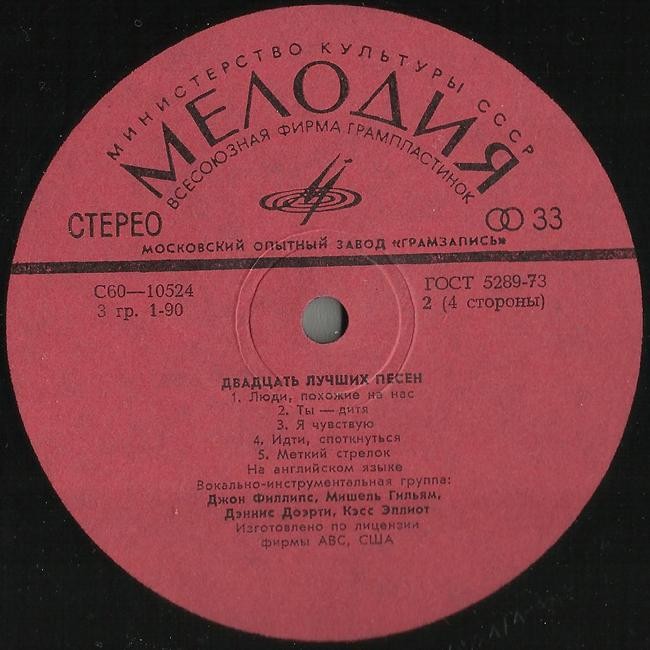 МИНИСТЕРСТВО КУЛЬТУРЫ СССР
МЕЛОДИЯ
ВСЕСОЮЗНАЯ ФИРМА ГРАМПЛАСТИНОК
СТЕРЕО
33
МОСКОВСКИЙ ОПЫТНЫЙ ЗАВОД «ГРАМЗАПИСЬ»
С60—10524
ГОСТ 5289-73
3 гр. 1-90
2 (4 стороны)
ДВАДЦАТЬ ЛУЧШИХ ПЕСЕН
1. Люди, похожие на нас
2. Ты — дитя
3. Я чувствую
4. Идти, споткнуться
5. Меткий стрелок
На английском языке
Вокально-инструментальная группа:
Джон Филлипс, Мишель Гильям,
Дэннис Доэрти, Кэсс Эллиот
Изготовлено по лицензии
фирмы ABC, США